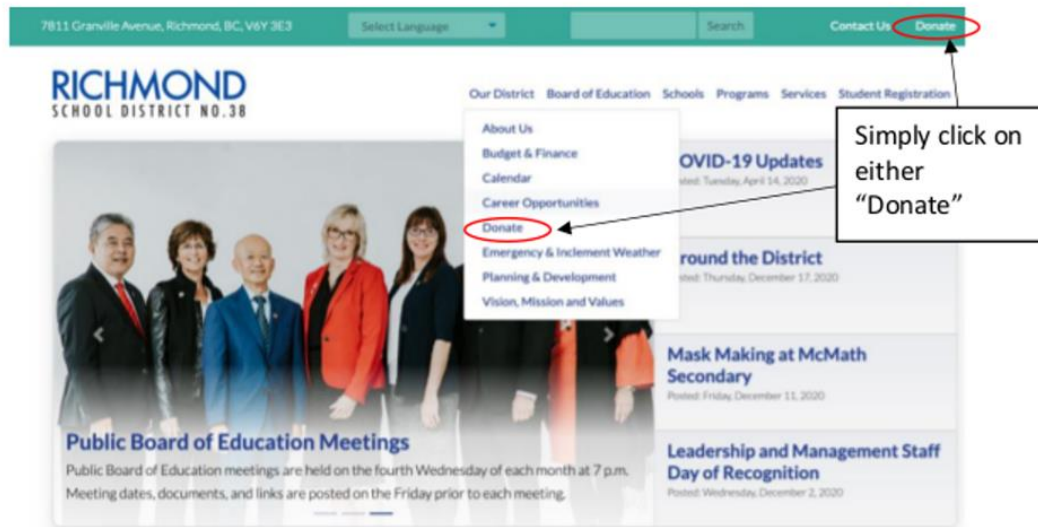 7811 Granville Avenue, Richmond, BC, V6Y 3E3
Select Language
Search
Contact Us
Donate
RICHMOND
SCHOOL DISTRICT NO.38
Our District
Board of Education
Schools
Programs
Services
Student Registration
About Us
Budget & Finance
Calendar
Career Opportunities
Donate
Emergency & Inclement Weather
Planning & Development
Vision, Mission and Values
Simply click on
either
“Donate”
OVID-19 Updates
Posted: Tuesday, April 14, 2020
round the District
Posted: Thursday, December 17, 2020
Mask Making at McMath
Secondary
Posted: Friday, December 11, 2020
Leadership and Management Staff
Day of Recognition
Posted: Wednesday, December 2, 2020
Public Board of Education Meetings
Public Board of Education meetings are held on the fourth Wednesday of each month at 7 p.m.
Meeting dates, documents, and links are posted on the Friday prior to each meeting.